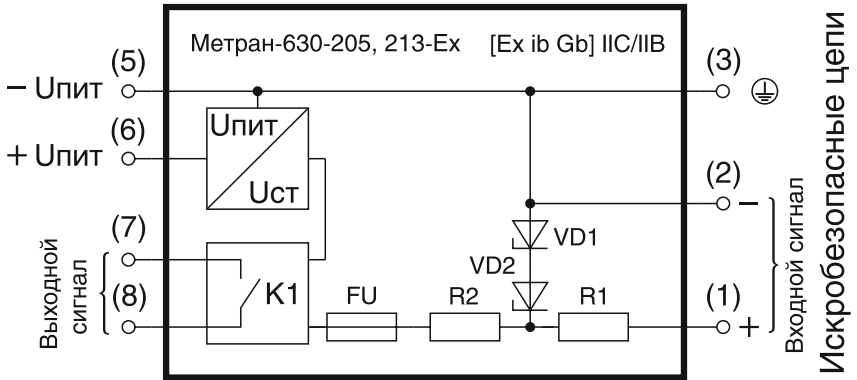 Метран-630-205, 213-Ex [Ex ib Gb] IIC/IIB
(5)
− Uпит
(6)
+ Uпит
Uпит
Uст
(7)
(8)
Выходной
сигнал
K1
FU
R2
VD1
VD2
R1
(3)
(2)
−
(1)
+
Входной сигнал
Искробезопасные цепи